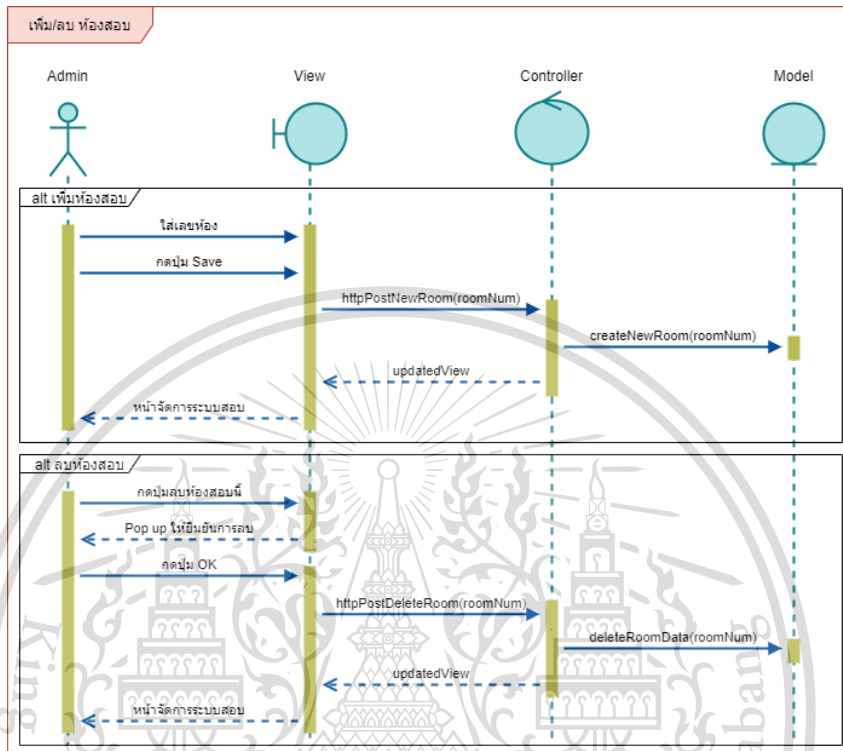 เพิ่ม/ลบ ห้องสอบ
Admin
View
Controller
Model
alt เพิ่มห้องสอบ
ใส่เลขห้อง
กดปุ่ม Save
httpPostNewRoom(roomNum)
createNewRoom(roomNum)
updatedView
หน้าจัดการระบบสอบ
alt ลบห้องสอบ
กดปุ่มลบห้องสอบนี้
Pop up ให้ยืนยันการลบ
กดปุ่ม OK
httpPostDeleteRoom(roomNum)
deleteRoomData(roomNum)
updatedView
หน้าจัดการระบบสอบ
King